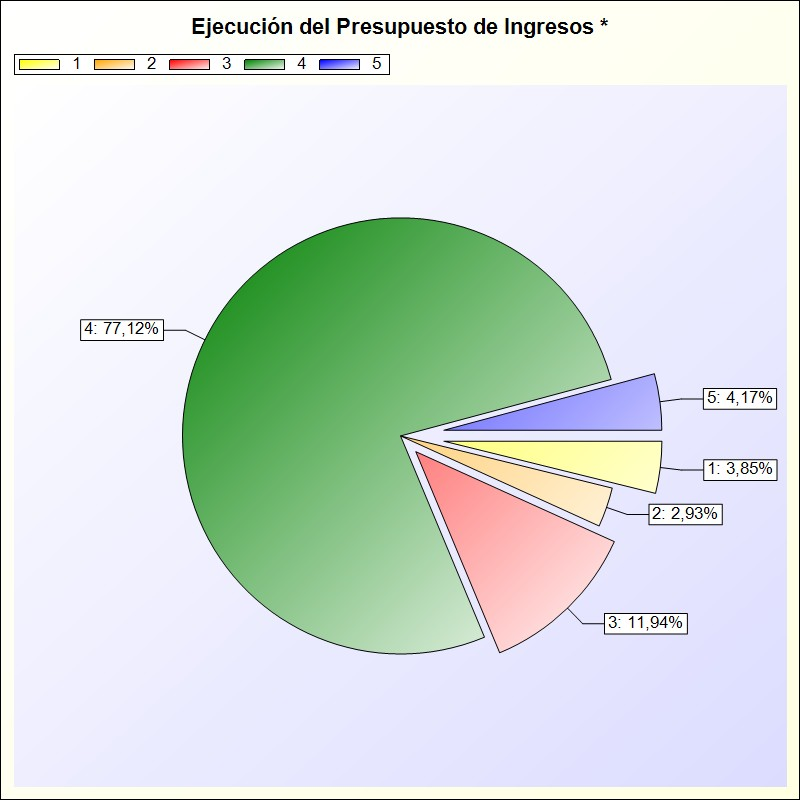 Ejecución del Presupuesto de Ingresos *
1 2 3 4 5
4: 77,12%
5: 4,17%
1: 3,85%
2: 2,93%
3: 11,94%